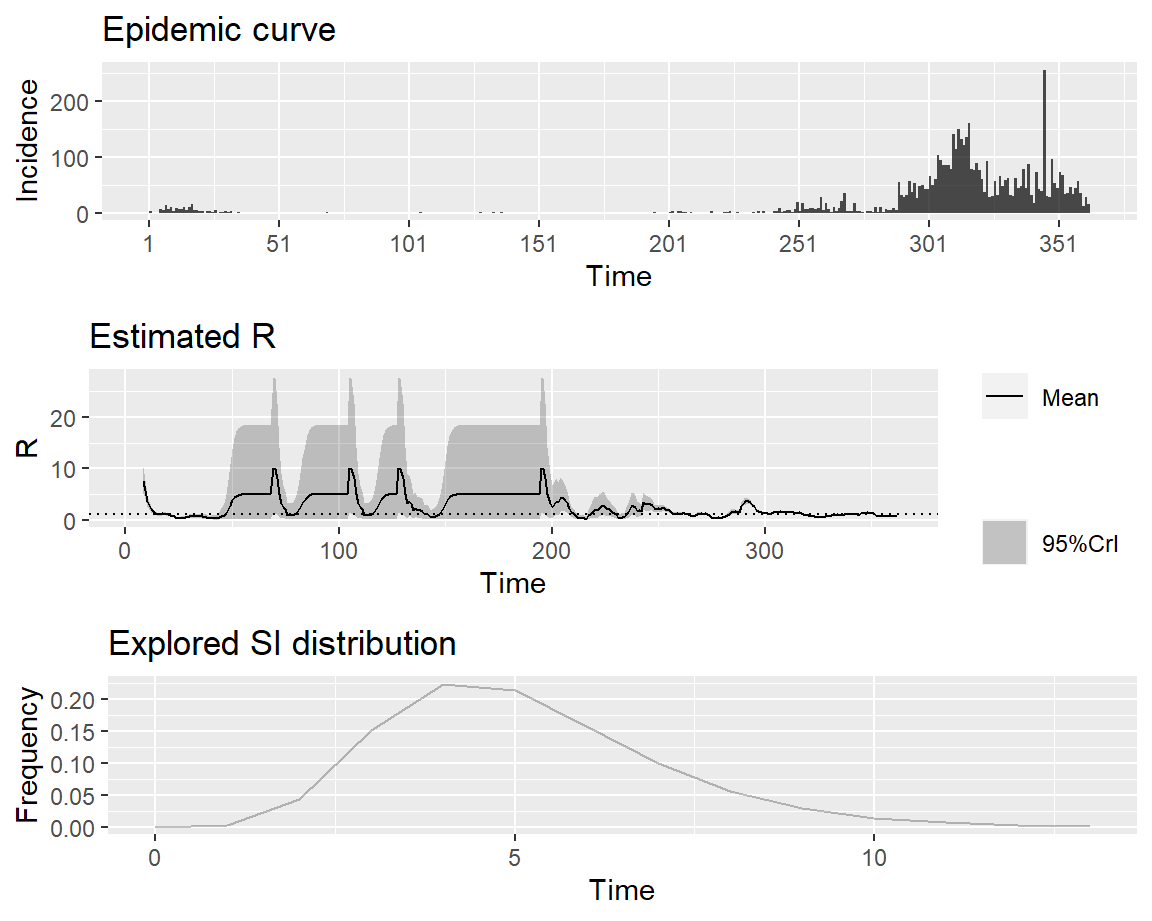 Epidemic curve
Incidence
200
100
0
1 51 101 151 201 251 301 351
Time
Estimated R
R
20
10
0
0 100 200 300
Time
Mean
95%CrI
Explored SI distribution
Frequency
0.20
0.15
0.10
0.05
0.00
0 5 10
Time